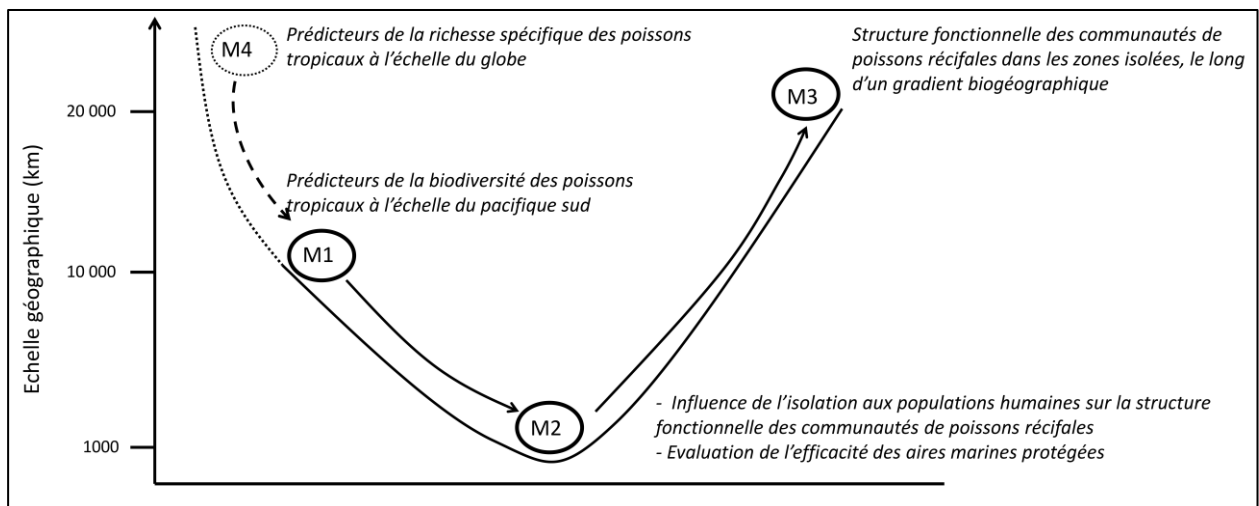 M4
Prédicteurs de la richesse spécifique des poissons
tropicaux à l'échelle du globe
Structure fonctionnelle des communautés de
poissons récifales dans les zones isolées, le long
d'un gradient biogéographique
M3
20 000
Echelle géographique (km)
Prédicteurs de la biodiversité des poissons
tropicaux à l'échelle du pacifique sud
M1
10 000
M2
- Influence de l'isolation aux populations humaines sur la structure
fonctionnelle des communautés de poissons récifales
- Evaluation de l'efficacité des aires marines protégées
1000